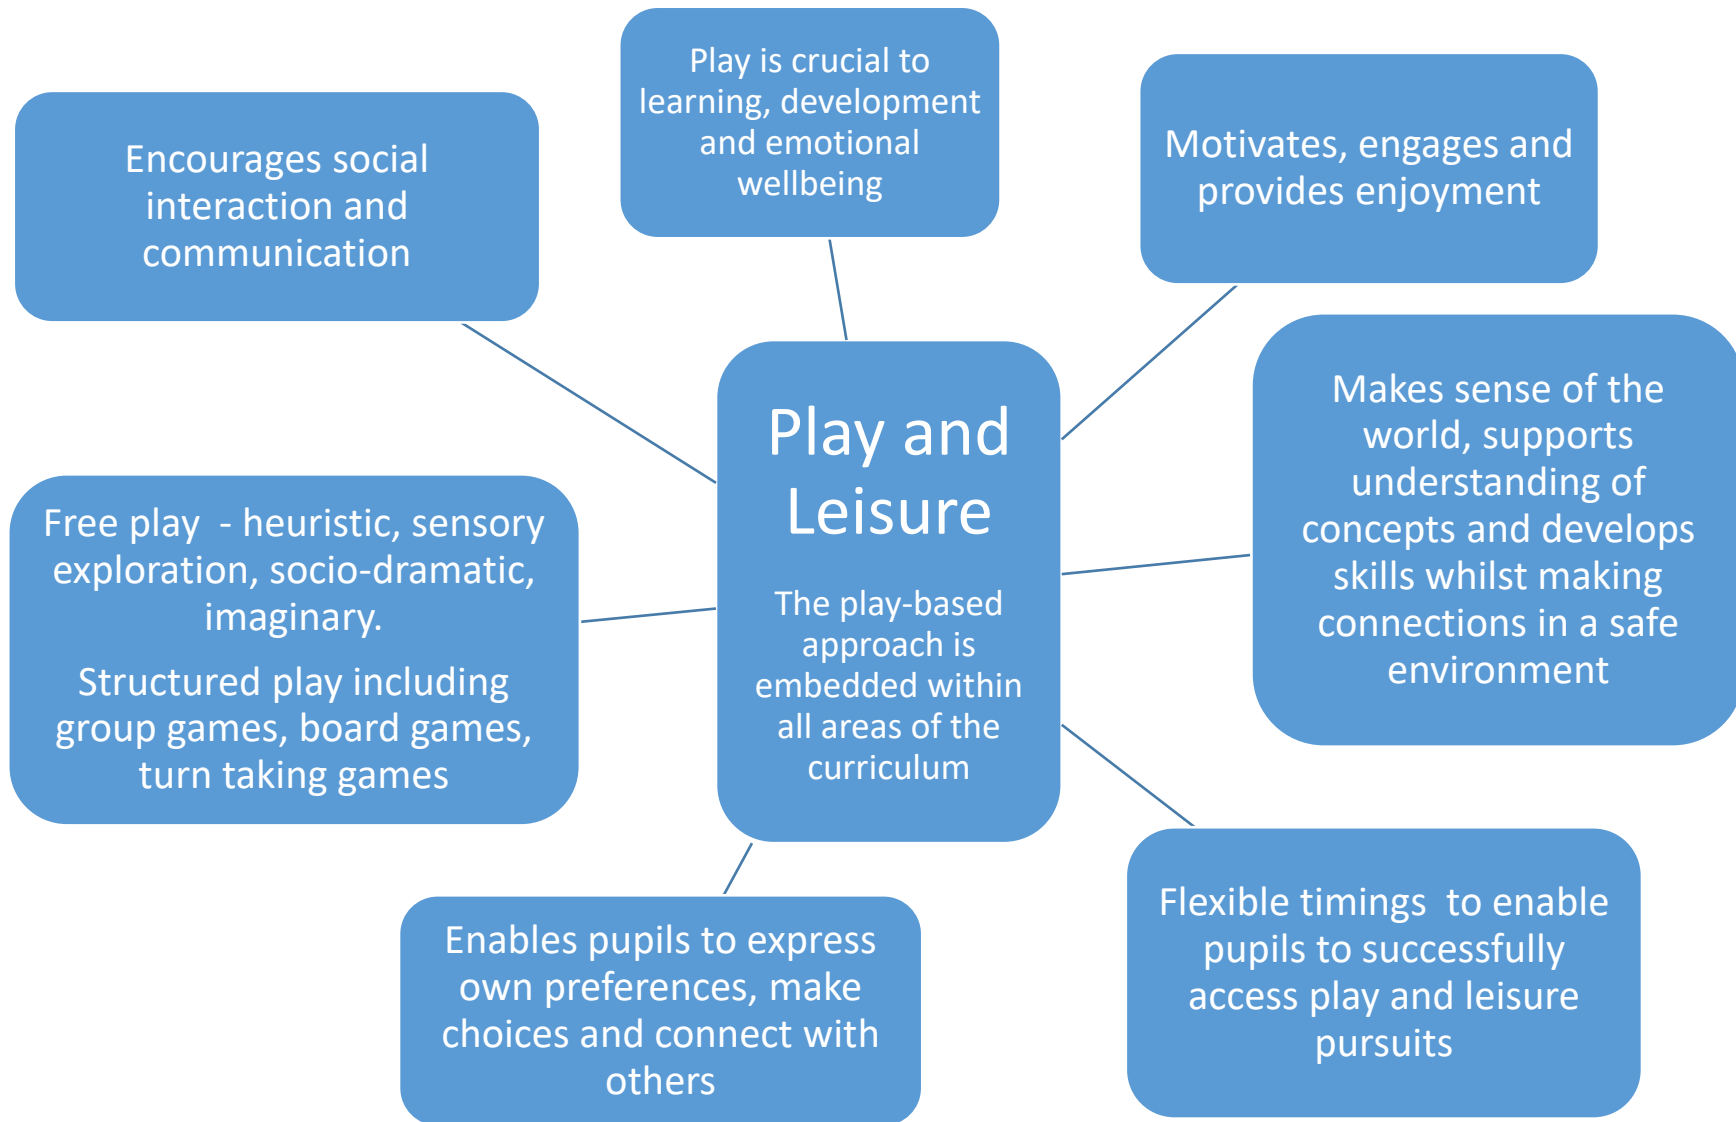 Play is crucial to
learning, development
and emotional
wellbeing
Motivates, engages and
provides enjoyment
Encourages social
interaction and
communication
Makes sense of the
world, supports
understanding of
concepts and develops
skills whilst making
connections in a safe
environment
Play and
Leisure
The play-based
approach is
embedded within
all areas of the
curriculum
Free play  - heuristic, sensory
exploration, socio-dramatic,
imaginary.
Structured play including
group games, board games,
turn taking games
Flexible timings  to enable
pupils to successfully
access play and leisure
pursuits
Enables pupils to express
own preferences, make
choices and connect with
others